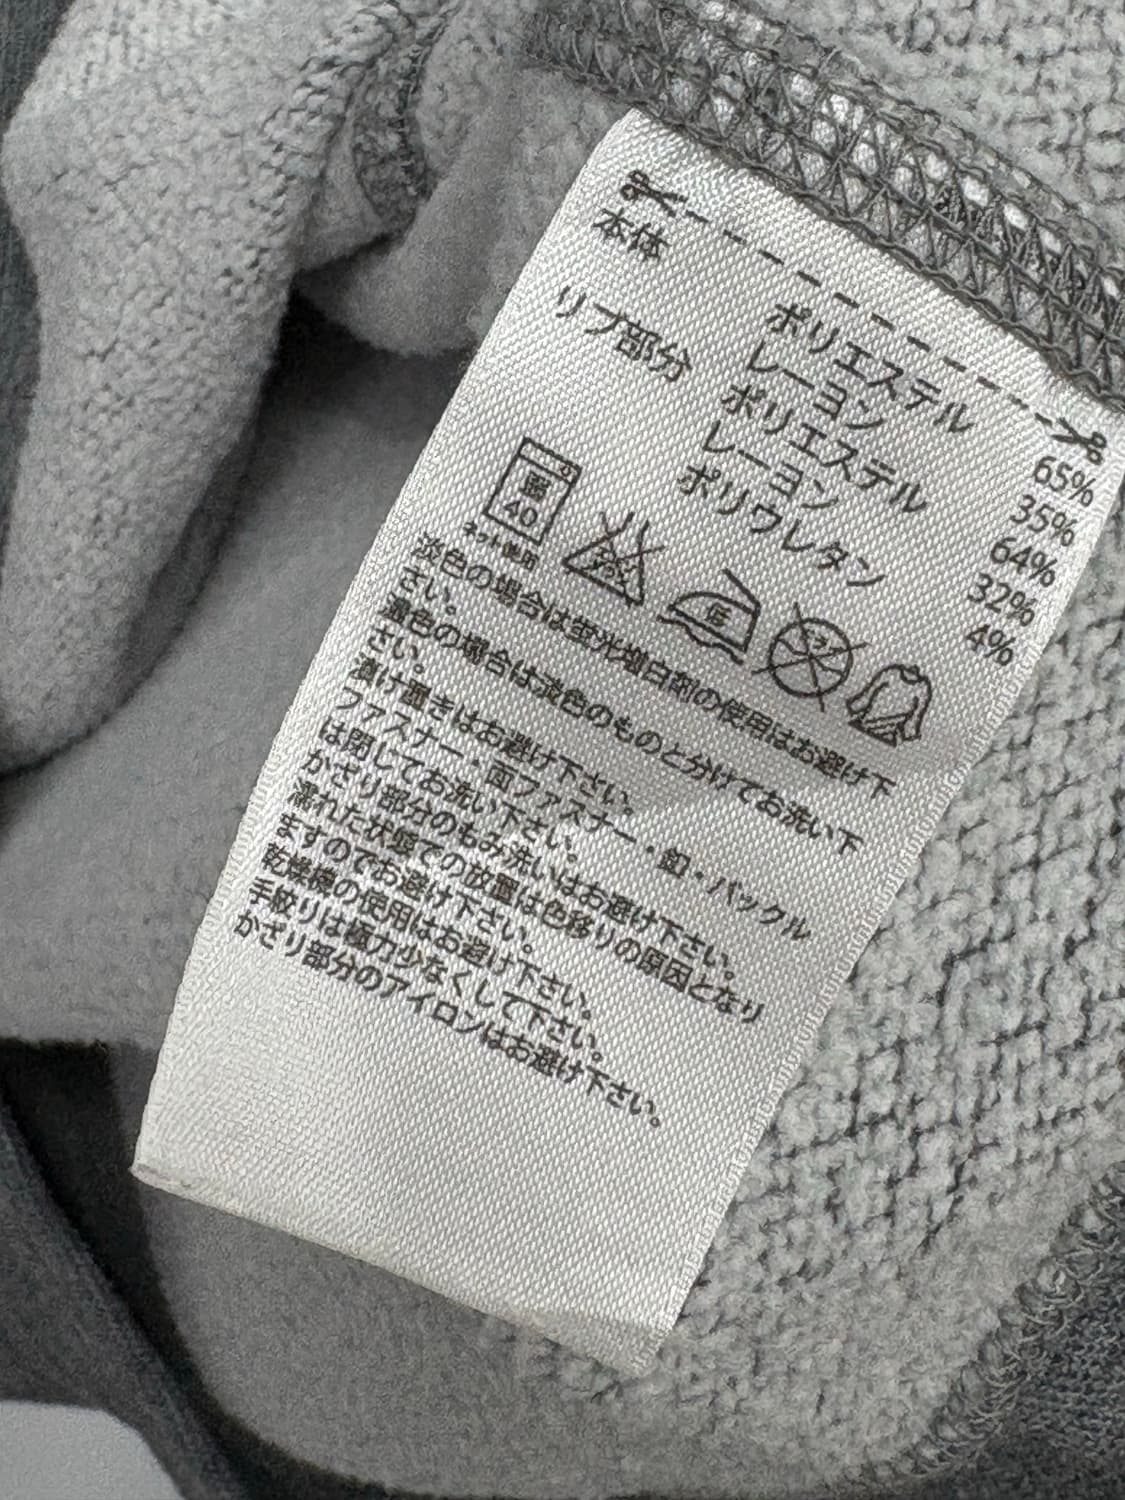 本体 ポリエステル 65%
レーヨン 35%
リブ部分 ポリエステル 64%
レーヨン 32%
ポリウレタン 4%
40
ネット使用
低
淡色の場合は蛍光増白剤の使用はお避け下
さい。
濃色の場合は淡色のものと分けてお洗い下
さい。
漬け置きはお避け下さい。
ファスナー・面ファスナー・釦・バックル
は閉じてお洗い下さい。
かざり部分のもみ洗いはお避け下さい。
濡れた状態での放置は色移りの原因となり
ますのでお避け下さい。
乾燥機の使用はお避け下さい。
手絞りは極力少なくして下さい。
かざり部分のアイロンはお避け下さい。